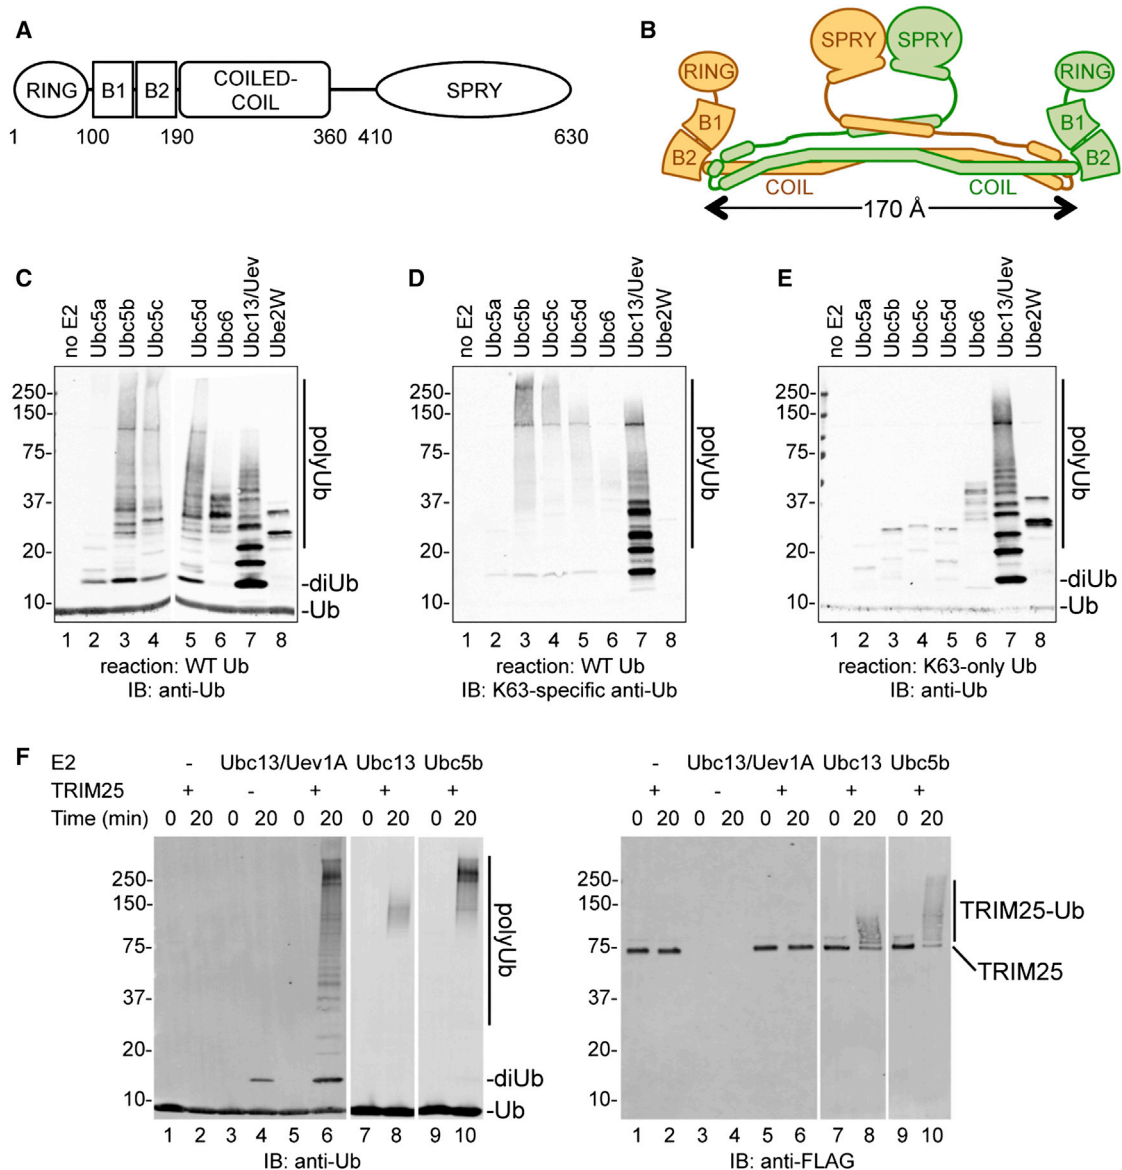 A
RING B1 B2 COILED-COIL SPRY
1 100 190 360 410 630
B
SPRY SPRY
RING RING
B1 B1
B2 B2
COIL COIL
170 Å
C
no E2 Ubc5a Ubc5b Ubc5c Ubc5d Ubc6 Ubc13/Uev Ube2W
250-
150-
75-
37-
20-
10-
polyUb
-diUb
-Ub
1 2 3 4 5 6 7 8
reaction: WT Ub
IB: anti-Ub
D
no E2 Ubc5a Ubc5b Ubc5c Ubc5d Ubc6 Ubc13/Uev Ube2W
250-
150-
75-
37-
20-
10-
polyUb
1 2 3 4 5 6 7 8
reaction: WT Ub
IB: K63-specific anti-Ub
E
no E2 Ubc5a Ubc5b Ubc5c Ubc5d Ubc6 Ubc13/Uev Ube2W
250-
150-
75-
37-
20-
10-
polyUb
-diUb
-Ub
1 2 3 4 5 6 7 8
reaction: K63-only Ub
IB: anti-Ub
F
E2 - Ubc13/Uev1A Ubc13 Ubc5b
TRIM25 + - + + +
Time (min) 0 20 0 20 0 20 0 20 0 20
250-
150-
75-
37-
20-
10-
polyUb
-diUb
-Ub
1 2 3 4 5 6 7 8 9 10
IB: anti-Ub
- Ubc13/Uev1A Ubc13 Ubc5b
+ - + + +
0 20 0 20 0 20 0 20 0 20
250-
150-
75-
37-
20-
10-
TRIM25-Ub
TRIM25
1 2 3 4 5 6 7 8 9 10
IB: anti-FLAG